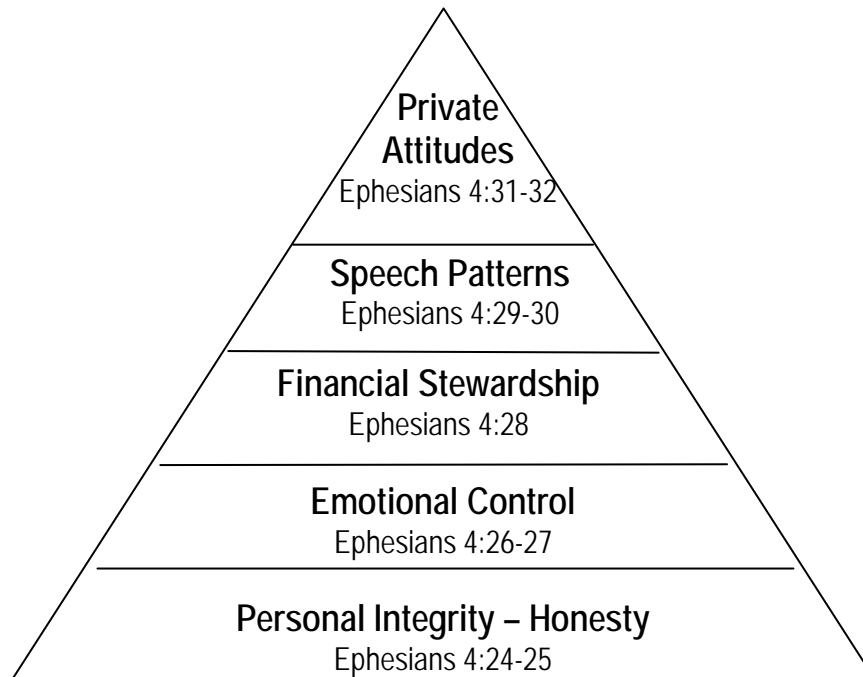 Private
Attitudes
Ephesians 4:31-32
Speech Patterns
Ephesians 4:29-30
Financial Stewardship
Ephesians 4:28
Emotional Control
Ephesians 4:26-27
Personal Integrity – Honesty
Ephesians 4:24-25